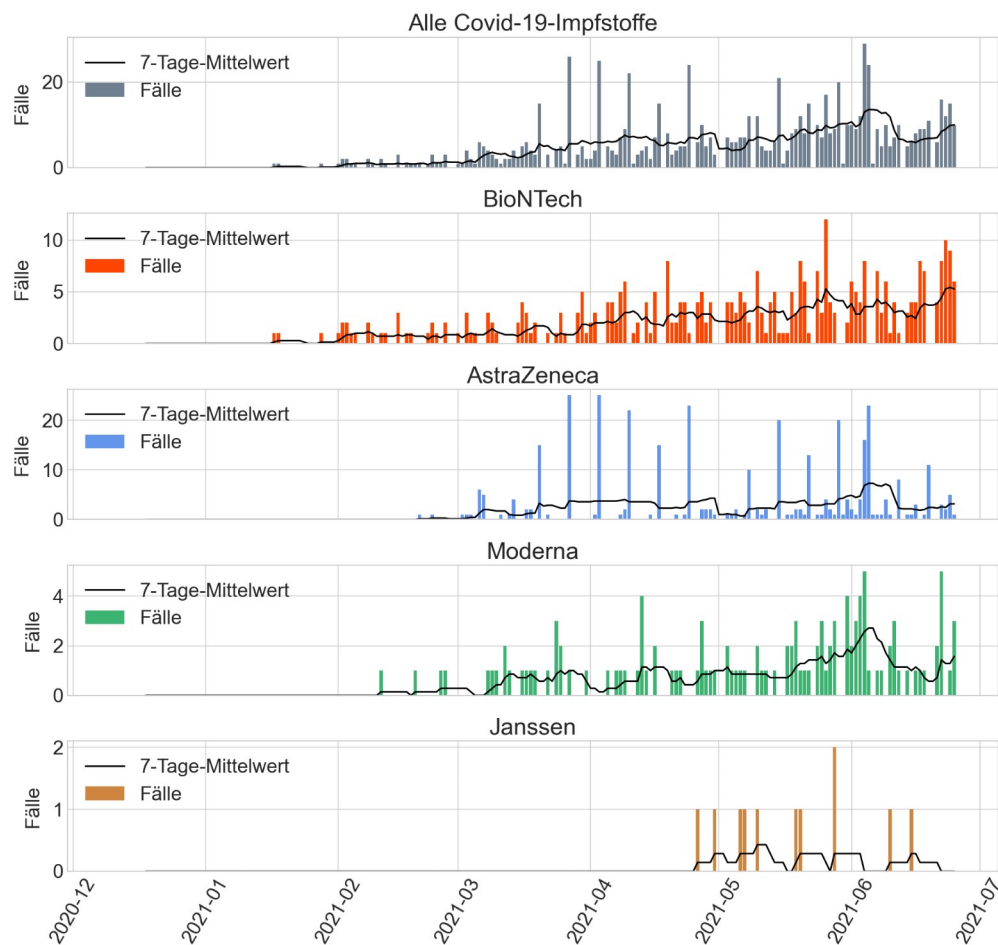 Alle Covid-19-Impfstoffe
7-Tage-Mittelwert
Fälle
Fälle
20
0
BioNTech
7-Tage-Mittelwert
Fälle
Fälle
10
5
0
AstraZeneca
7-Tage-Mittelwert
Fälle
Fälle
20
10
0
Moderna
7-Tage-Mittelwert
Fälle
Fälle
4
2
0
Janssen
7-Tage-Mittelwert
Fälle
Fälle
2
1
0
2020-12
2021-01
2021-02
2021-03
2021-04
2021-05
2021-06
2021-07